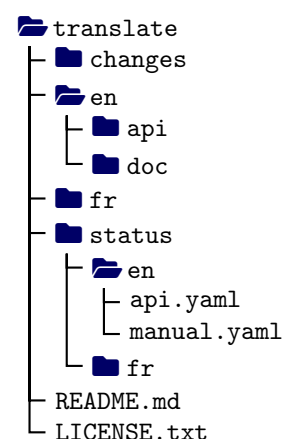 translate
changes
en
api
doc
fr
status
en
api.yaml
manual.yaml
fr
README.md
LICENSE.txt